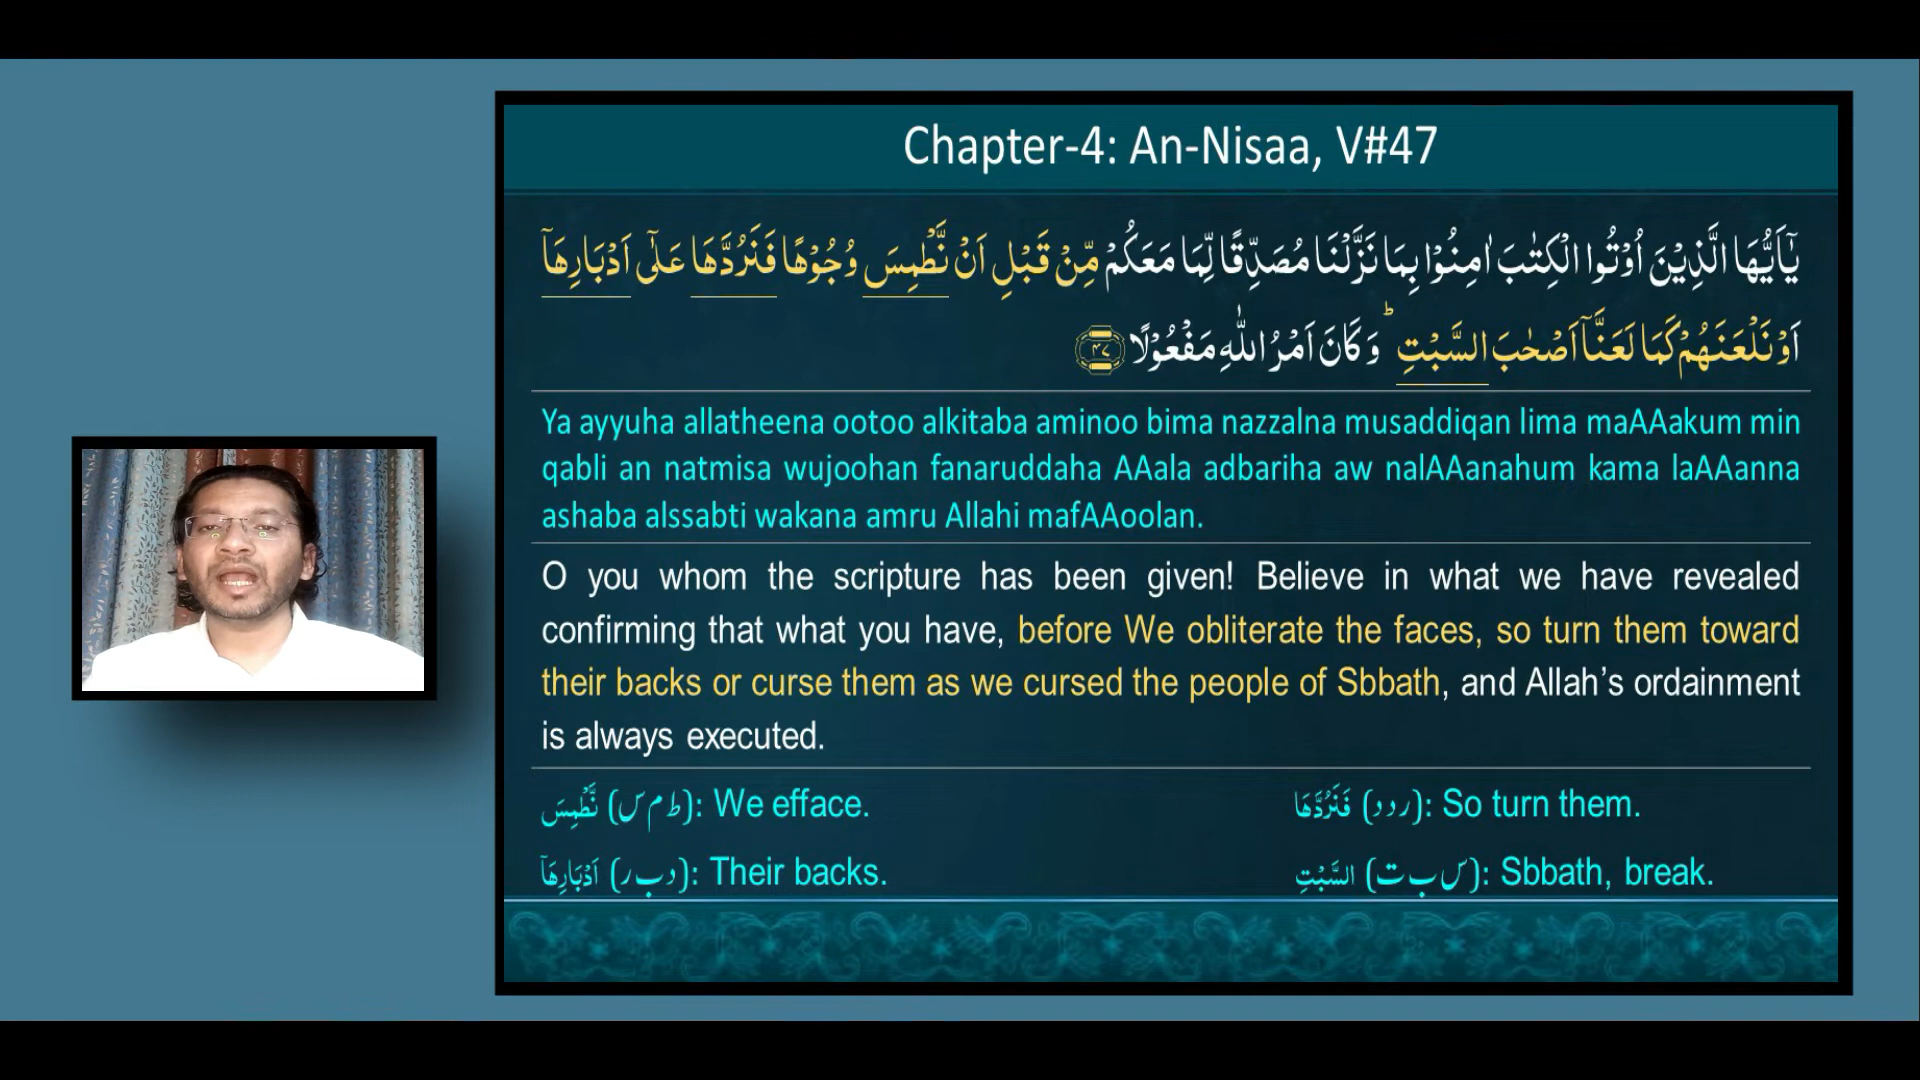 Chapter-4: An-Nisaa, V#47
يٰٓاَيُّهَا الَّذِيْنَ اُوْتُوا الْكِتٰبَ اٰمِنُوْا بِمَا نَزَّلْنَا مُصَدِّقًا لِّمَا مَعَكُمْ مِّنْ قَبْلِ اَنْ نَّطْمِسَ وُجُوْهًا فَنَرُدَّهَا عَلٰٓى اَدْبَارِهَآ
اَوْ نَلْعَنَهُمْ كَمَا لَعَنَّآ اَصْحٰبَ السَّبْتِ ؕ وَكَانَ اَمْرُ اللّٰهِ مَفْعُوْلًا ﴿۴۷﴾
Ya ayyuha allatheena ootoo alkitaba aminoo bima nazzalna musaddiqan lima maAAakum min
qabli an natmisa wujoohan fanaruddaha AAala adbariha aw nalAAanahum kama laAAanna
ashaba alssabti wakana amru Allahi mafAAoolan.
O you whom the scripture has been given! Believe in what we have revealed
confirming that what you have, before We obliterate the faces, so turn them toward
their backs or curse them as we cursed the people of Sbbath, and Allah's ordainment
is always executed.
نَّطْمِسَ (ط م س): We efface.
فَنَرُدَّهَا (ر د د): So turn them.
اَدْبَارِهَآ (د ب ر): Their backs.
السَّبْتِ (س ب ت): Sbbath, break.